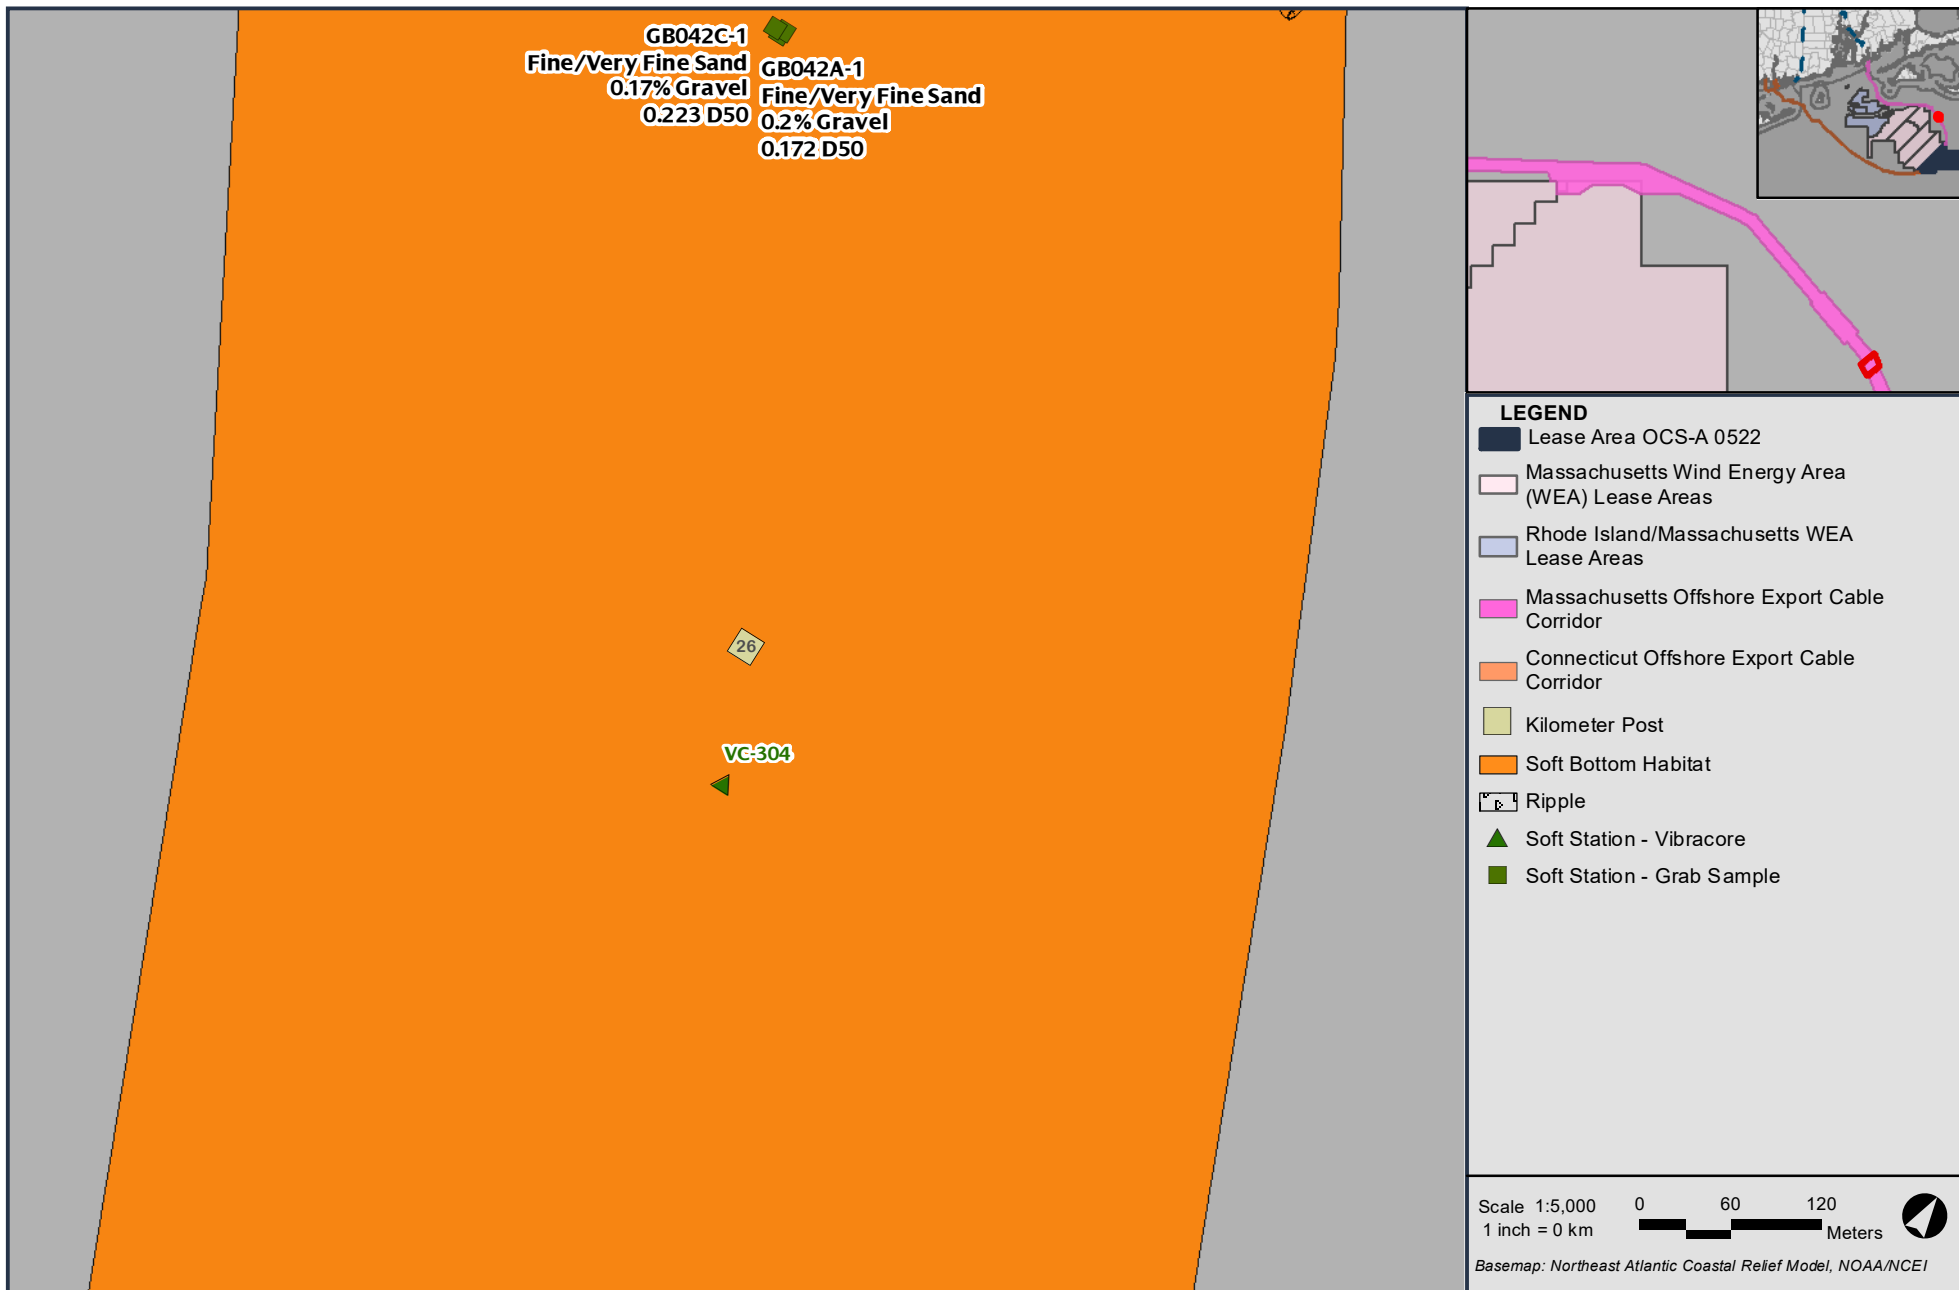 GB042C-1
Fine/Very Fine Sand
0.17% Gravel
0.223 D50
GB042A-1
Fine/Very Fine Sand
0.2% Gravel
0.172 D50
26
VC-304
LEGEND
Lease Area OCS-A 0522
Massachusetts Wind Energy Area
(WEA) Lease Areas
Rhode Island/Massachusetts WEA
Lease Areas
Massachusetts Offshore Export Cable
Corridor
Connecticut Offshore Export Cable
Corridor
Kilometer Post
Soft Bottom Habitat
Ripple
Soft Station - Vibracore
Soft Station - Grab Sample
Scale 1:5,000
1 inch = 0 km
0 60 120
Meters
Basemap: Northeast Atlantic Coastal Relief Model, NOAA/NCEI